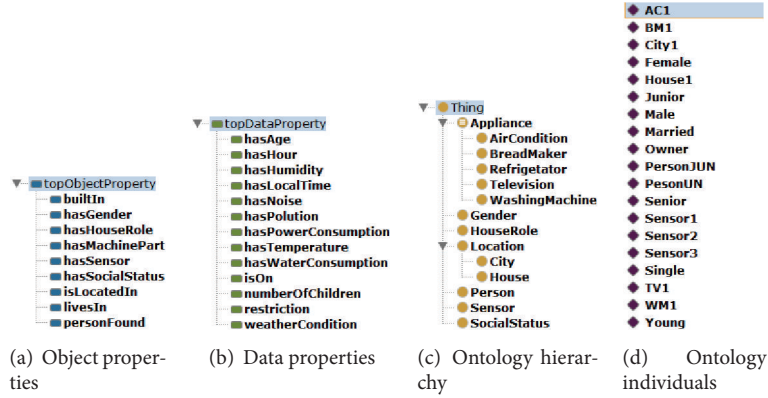 topObjectProperty
builtIn
hasGender
hasHouseRole
hasMachinePart
hasSensor
hasSocialStatus
isLocatedIn
livesIn
personFound
(a) Object proper-
ties
topDataProperty
hasAge
hasHour
hasHumidity
hasLocalTime
hasNoise
hasPolution
hasPowerConsumption
hasTemperature
hasWaterConsumption
isOn
numberOfChildren
restriction
weatherCondition
(b) Data properties
Thing
Appliance
AirCondition
BreadMaker
Refrigetator
Television
WashingMachine
Gender
HouseRole
Location
City
House
Person
Sensor
SocialStatus
(c) Ontology hierar-
chy
AC1
BM1
City1
Female
House1
Junior
Male
Married
Owner
PersonJUN
PesonUN
Senior
Sensor1
Sensor2
Sensor3
Single
TV1
WM1
Young
(d) Ontology
individuals